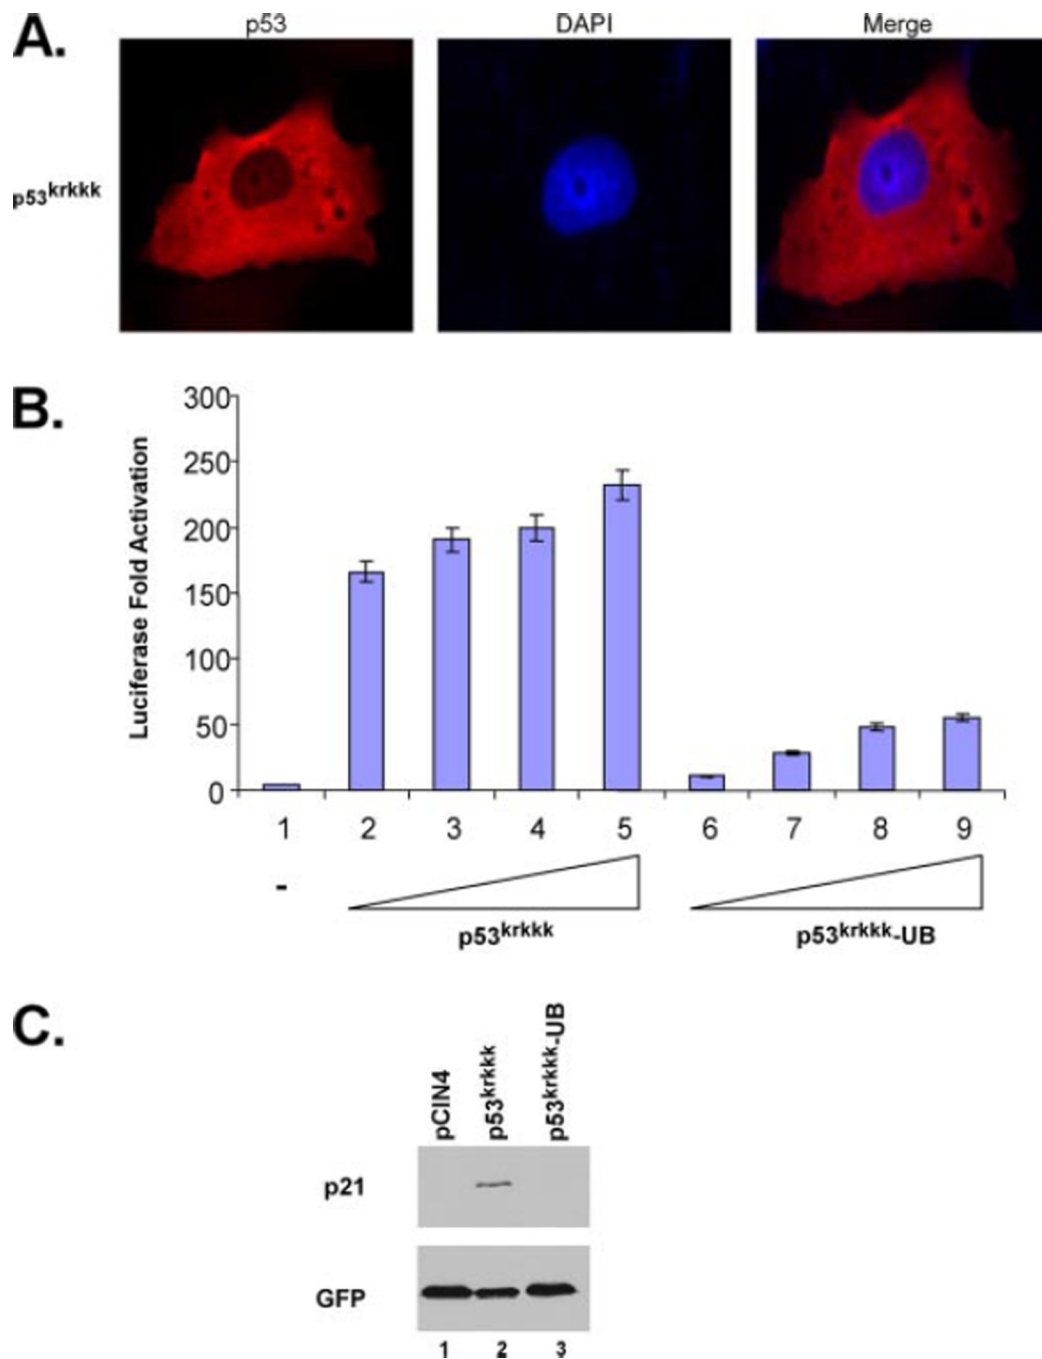 A.
p53 DAPI Merge
p53krkkk
B.
Luciferase Fold Activation
300
250
200
150
100
50
0
1 2 3 4 5 6 7 8 9
-
p53krkkk p53krkkk-UB
C.
pCIN4 p53krkkk p53krkkk-UB
p21
GFP
1 2 3